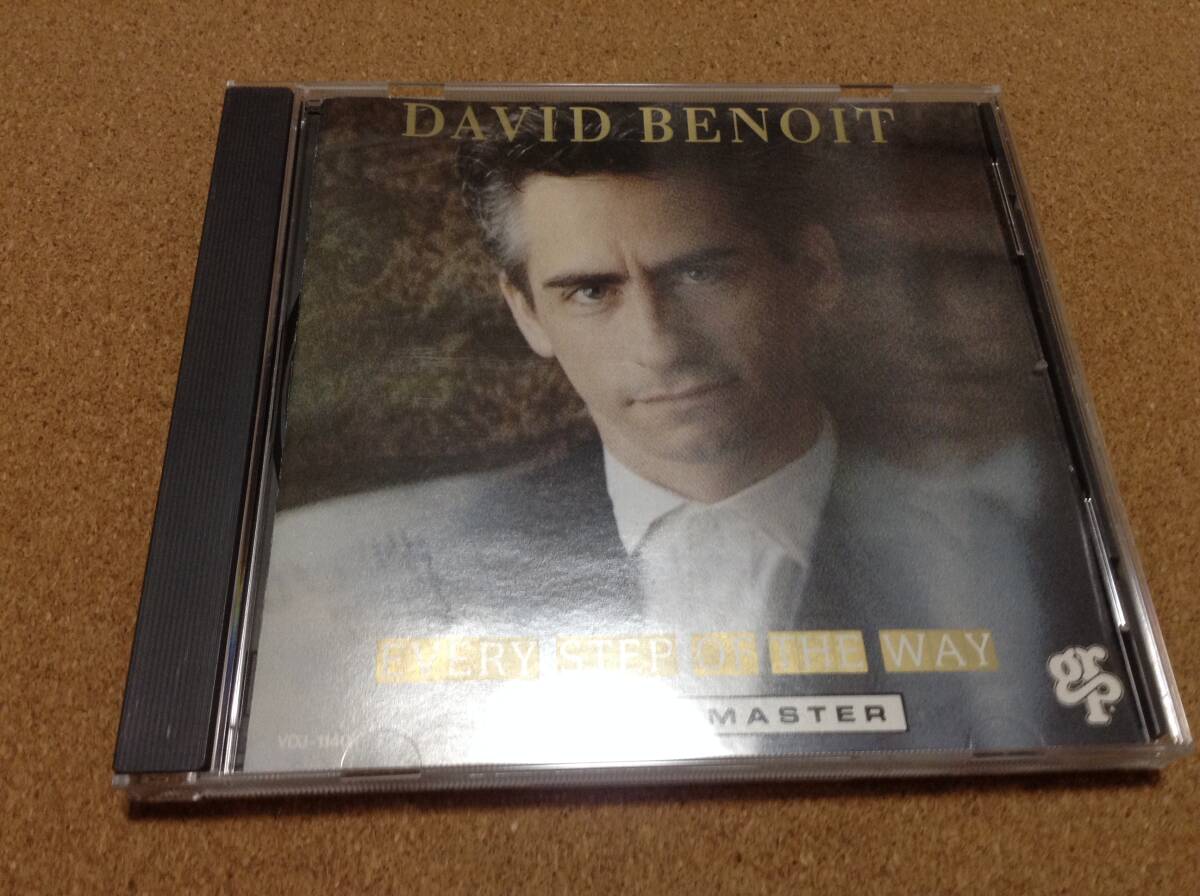 DAVID BENOIT
EVERY STEP OF THE WAY
MASTER
grp